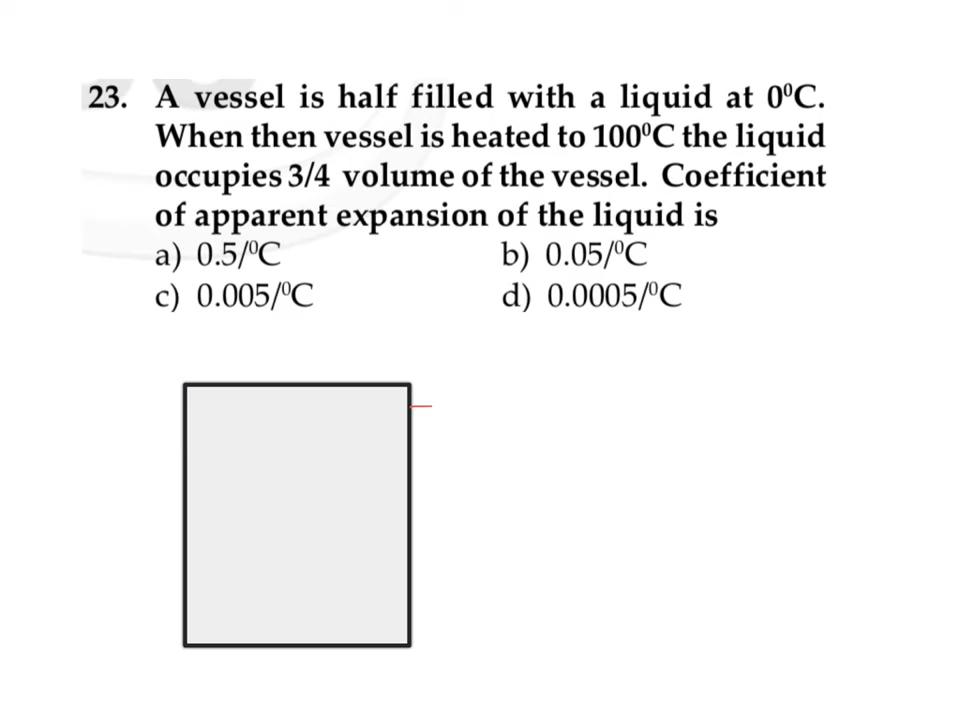 23. A vessel is half filled with a liquid at 0⁰C.
When then vessel is heated to 100⁰C the liquid
occupies 3/4 volume of the vessel. Coefficient
of apparent expansion of the liquid is
a) 0.5/⁰C b) 0.05/⁰C
c) 0.005/⁰C d) 0.0005/⁰C